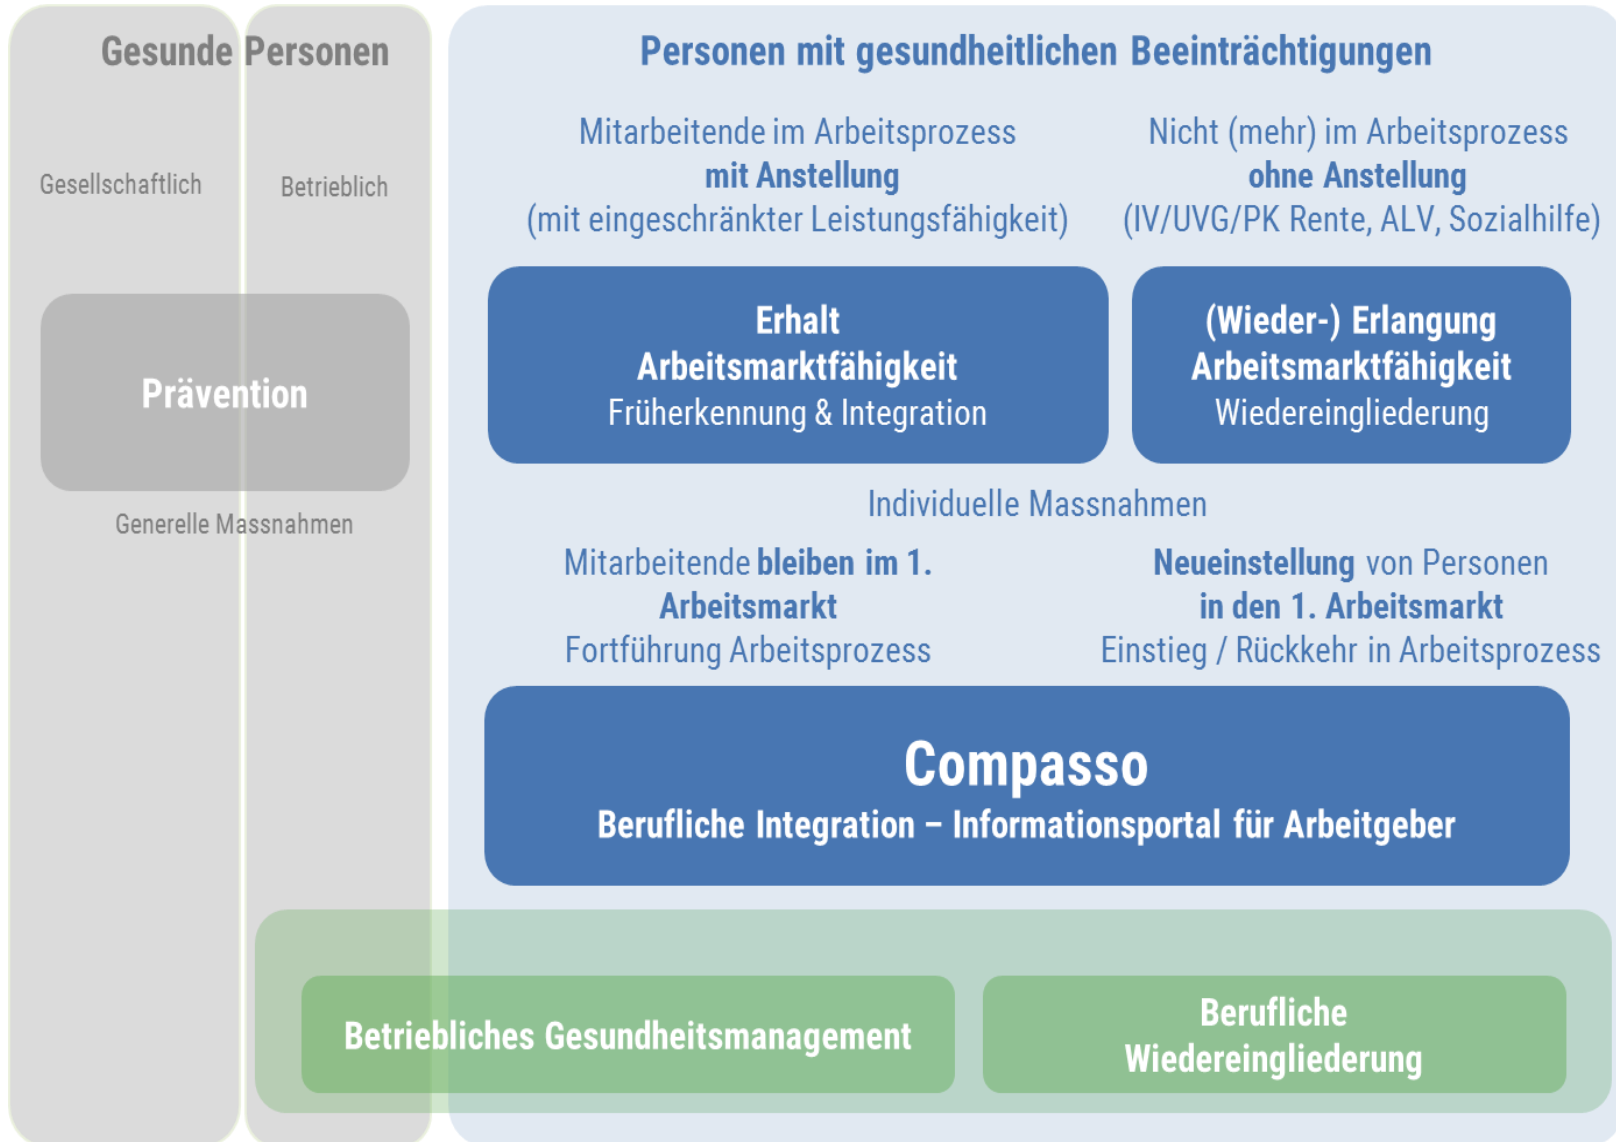 Gesunde Personen
Gesellschaftlich
Betrieblich
Prävention
Generelle Massnahmen
Personen mit gesundheitlichen Beeinträchtigungen
Mitarbeitende im Arbeitsprozess
mit Anstellung
(mit eingeschränkter Leistungsfähigkeit)
Nicht (mehr) im Arbeitsprozess
ohne Anstellung
(IV/UVG/PK Rente, ALV, Sozialhilfe)
Erhalt
Arbeitsmarktfähigkeit
Früherkennung & Integration
(Wieder-) Erlangung
Arbeitsmarktfähigkeit
Wiedereingliederung
Individuelle Massnahmen
Mitarbeitende bleiben im 1.
Arbeitsmarkt
Fortführung Arbeitsprozess
Neueinstellung von Personen
in den 1. Arbeitsmarkt
Einstieg / Rückkehr in Arbeitsprozess
Compasso
Berufliche Integration – Informationsportal für Arbeitgeber
Betriebliches Gesundheitsmanagement
Berufliche
Wiedereingliederung